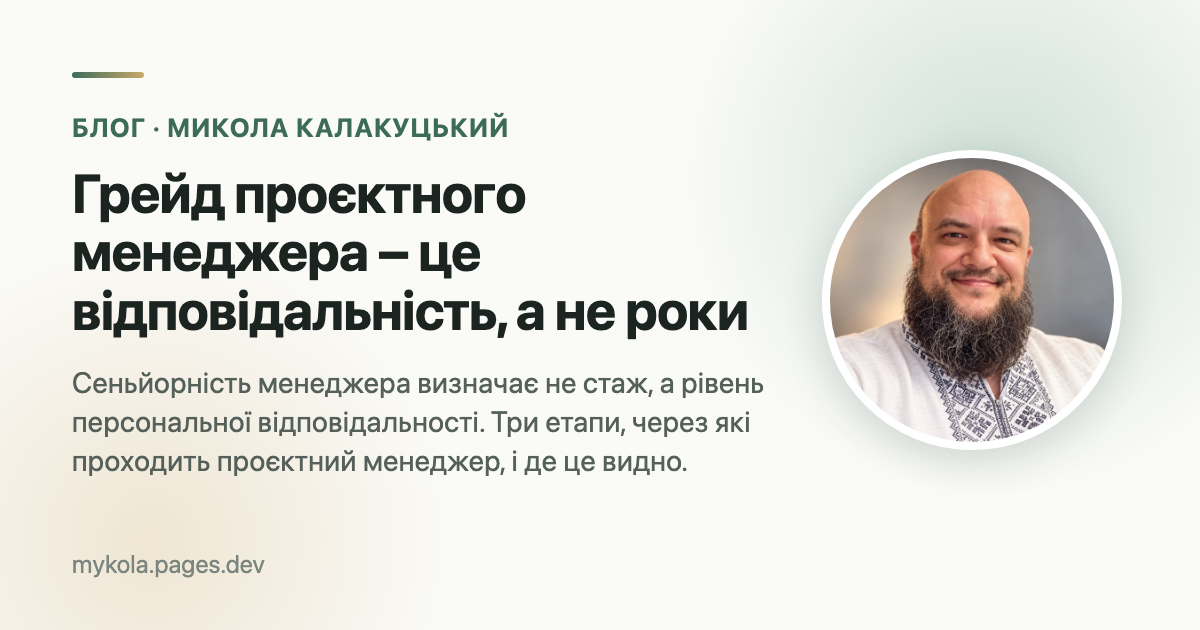 БЛОГ · МИКОЛА КАЛАКУЦЬКИЙ
Грейд проєктного
менеджера – це
відповідальність, а не роки
Сеньйорність менеджера визначає не стаж, а рівень
персональної відповідальності. Три етапи, через які
проходить проєктний менеджер, і де це видно.
mykola.pages.dev